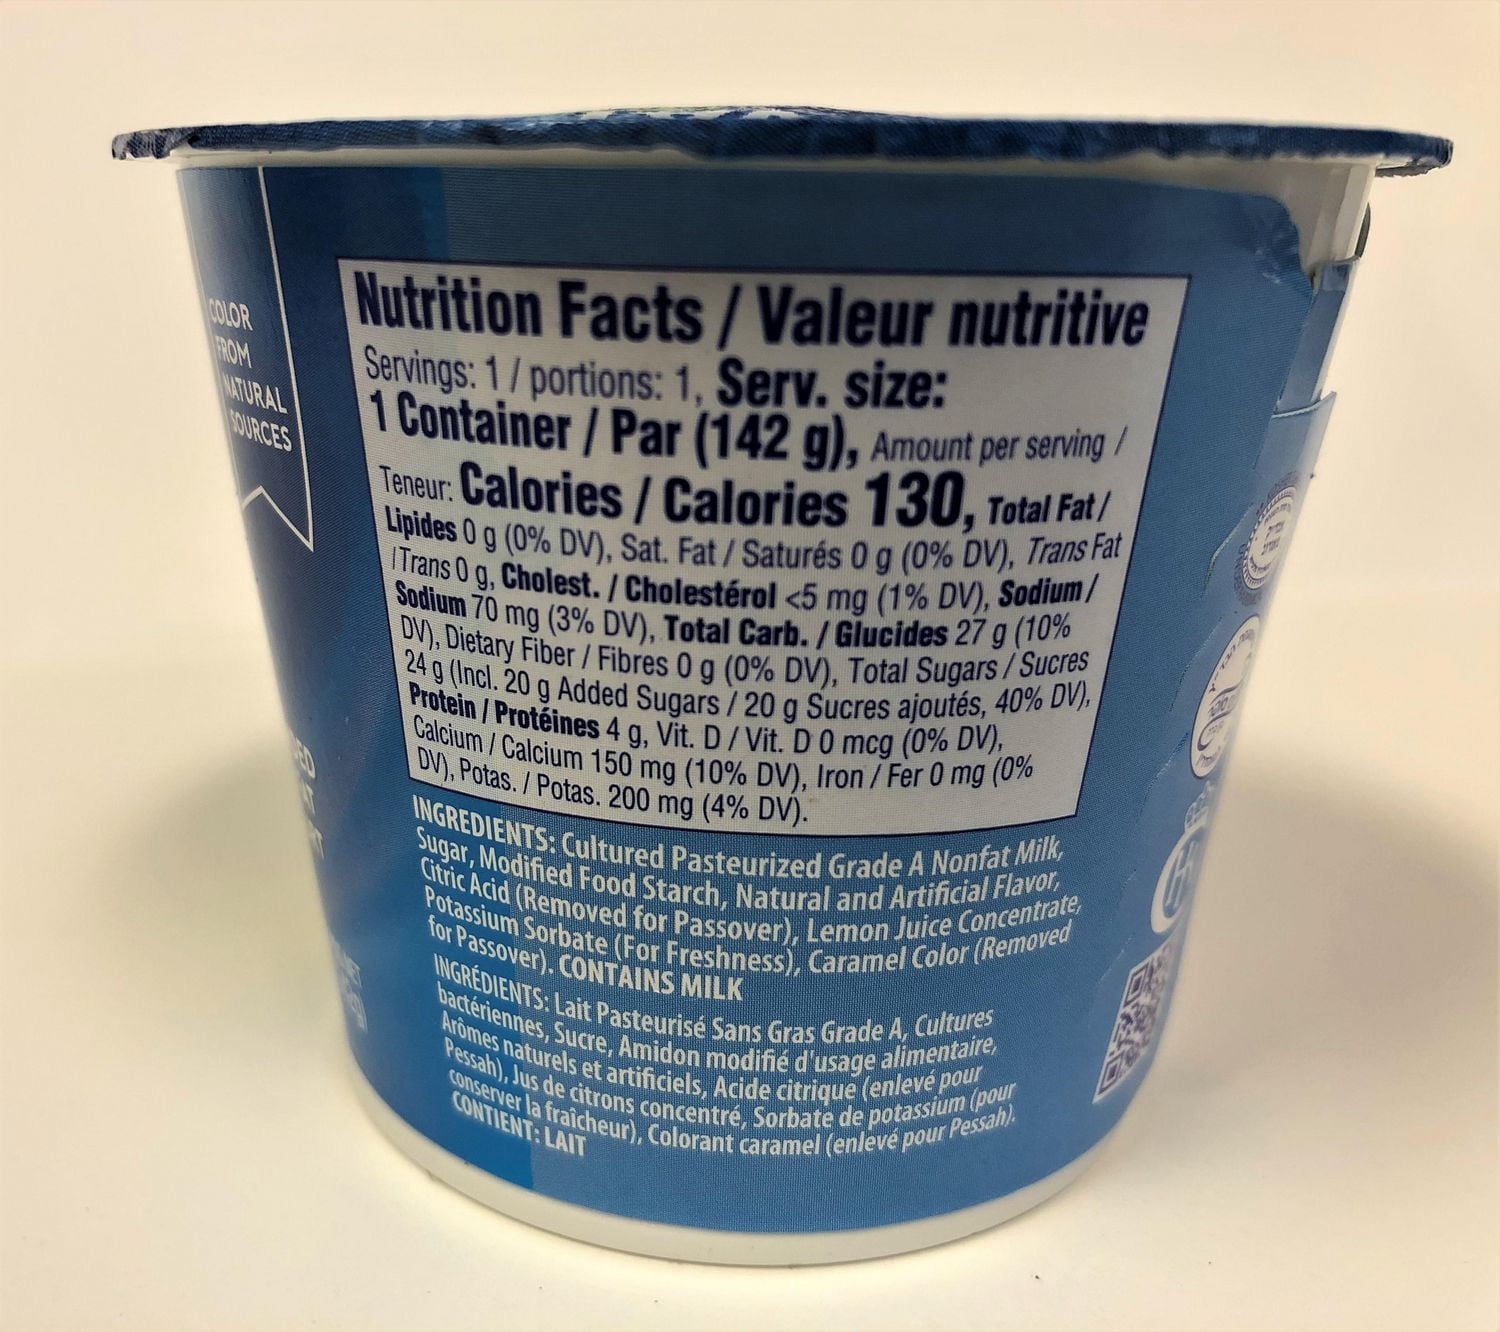 COLOR
FROM
NATURAL
SOURCES
Nutrition Facts / Valeur nutritive
Servings: 1 / portions: 1, Serv. size:
1 Container / Par (142 g), Amount per serving /
Teneur: Calories / Calories 130, Total Fat /
Lipides 0 g (0% DV), Sat. Fat / Saturés 0 g (0% DV), Trans Fat
/ Trans 0 g, Cholest. / Cholestérol <5 mg (1% DV), Sodium /
Sodium 70 mg (3% DV), Total Carb. / Glucides 27 g (10%
DV), Dietary Fiber / Fibres 0 g (0% DV), Total Sugars / Sucres
24 g (Incl. 20 g Added Sugars / 20 g Sucres ajoutés, 40% DV),
Protein / Protéines 4 g, Vit. D / Vit. D 0 mcg (0% DV),
Calcium / Calcium 150 mg (10% DV), Iron / Fer 0 mg (0%
DV), Potas. / Potas. 200 mg (4% DV).
INGREDIENTS: Cultured Pasteurized Grade A Nonfat Milk,
Sugar, Modified Food Starch, Natural and Artificial Flavor,
Citric Acid (Removed for Passover), Lemon Juice Concentrate,
Potassium Sorbate (For Freshness), Caramel Color (Removed
for Passover). CONTAINS MILK
INGRÉDIENTS: Lait Pasteurisé Sans Gras Grade A, Cultures
bactériennes, Sucre, Amidon modifié d'usage alimentaire,
Arômes naturels et artificiels, Acide citrique (enlevé pour
Pessah), Jus de citrons concentré, Sorbate de potassium (pour
conserver la fraîcheur), Colorant caramel (enlevé pour Pessah).
CONTIENT: LAIT